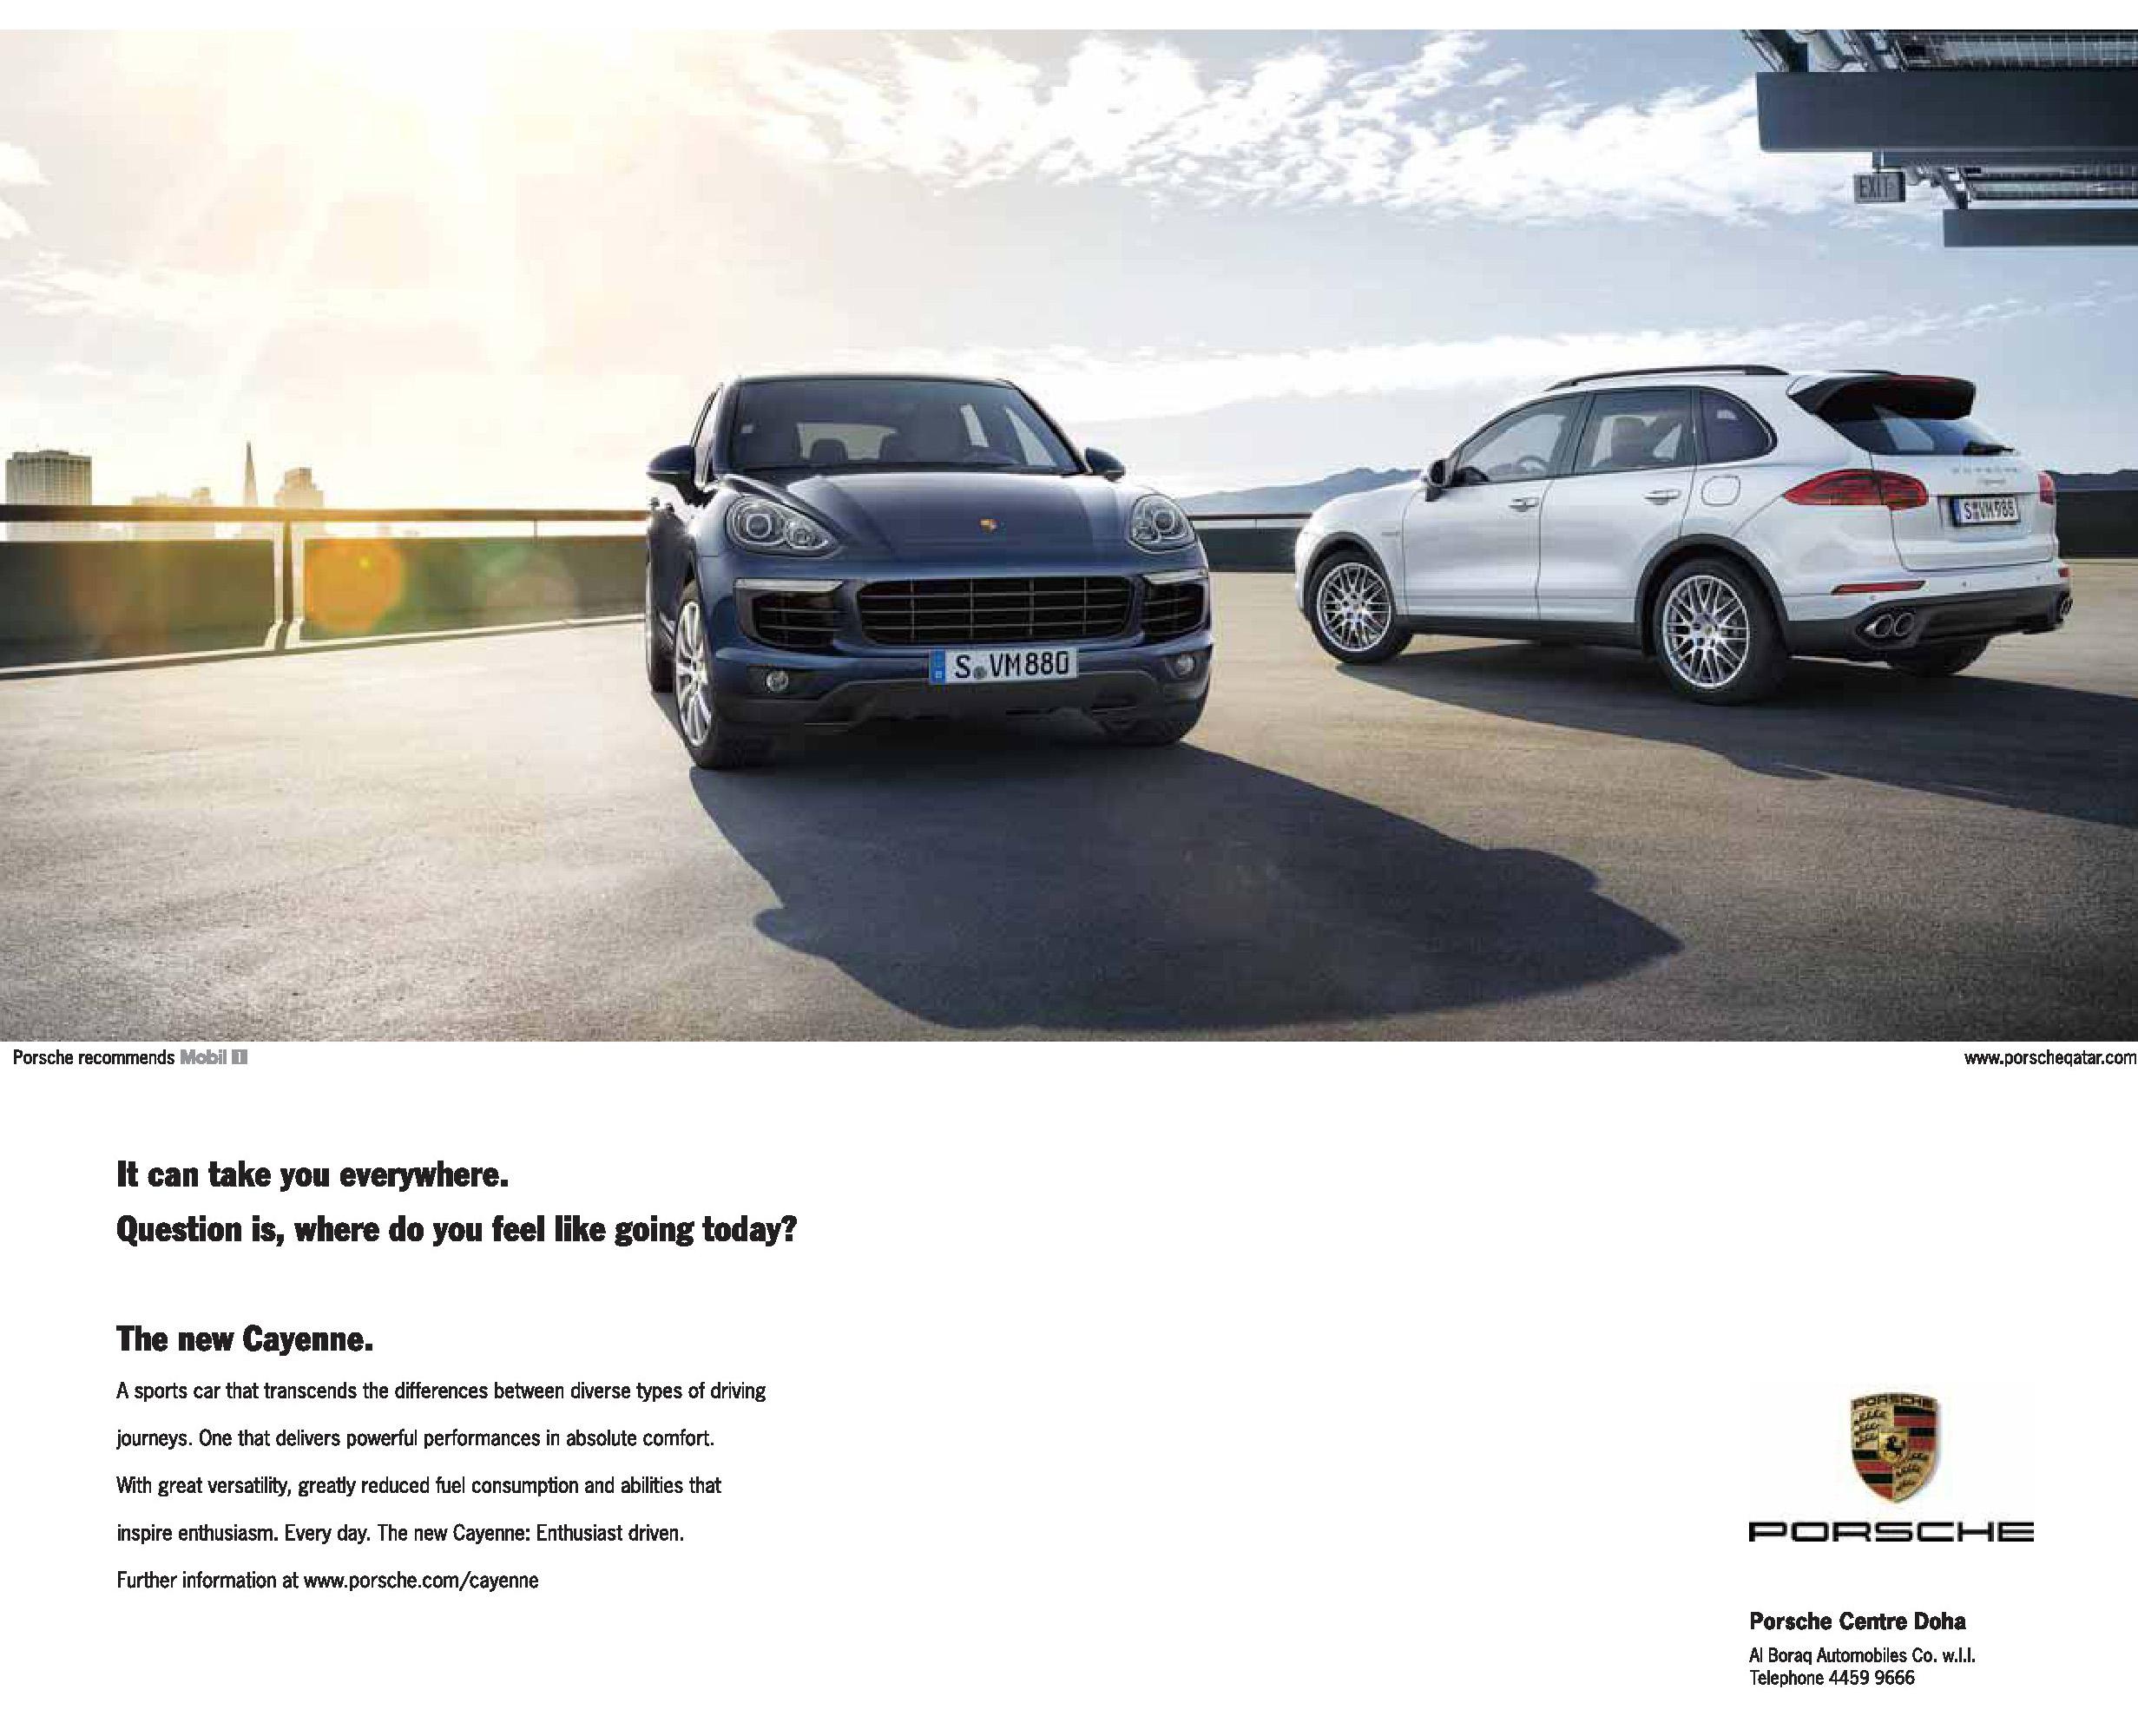 EXIT
S VM 880
PORSCHE
S VM 988
Porsche recommends Mobil 1
www.porscheqatar.com
It can take you everywhere.
Question is, where do you feel like going today?
The new Cayenne.
A sports car that transcends the differences between diverse types of driving
journeys. One that delivers powerful performances in absolute comfort.
With great versatility, greatly reduced fuel consumption and abilities that
inspire enthusiasm. Every day. The new Cayenne: Enthusiast driven.
Further information at www.porsche.com/cayenne
PORSCHE
PORSCHE
Porsche Centre Doha
Al Boraq Automobiles Co. w.l.l.
Telephone 4459 9666